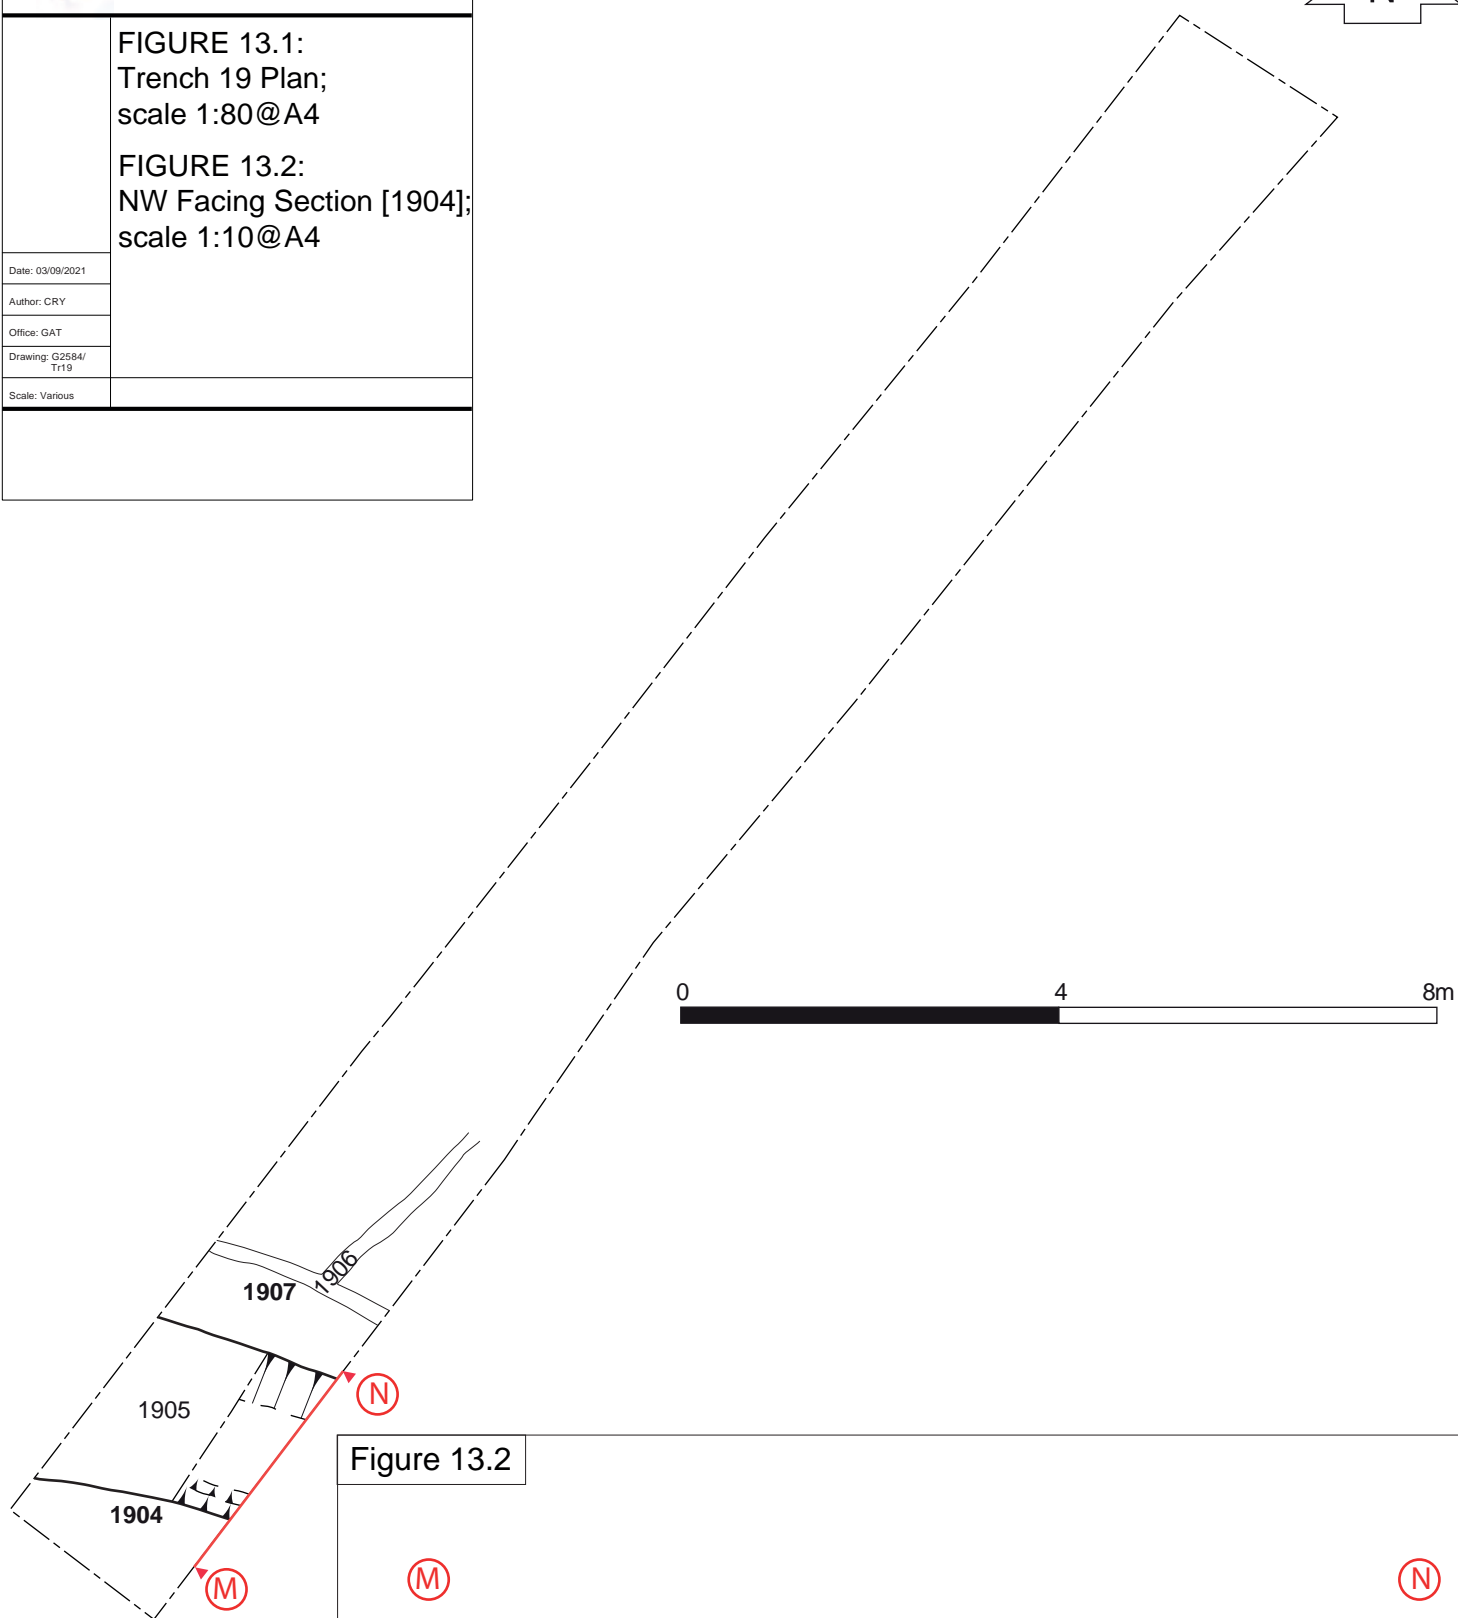 N
FIGURE 13.1:
Trench 19 Plan;
scale 1:80@A4
FIGURE 13.2:
NW Facing Section [1904];
scale 1:10@A4
Date: 03/09/2021
Author: CRY
Office: GAT
Drawing: G2584/
Tr19
Scale: Various
0 4 8m
1906
1907
N
1905
Figure 13.2
1904
M
M
N